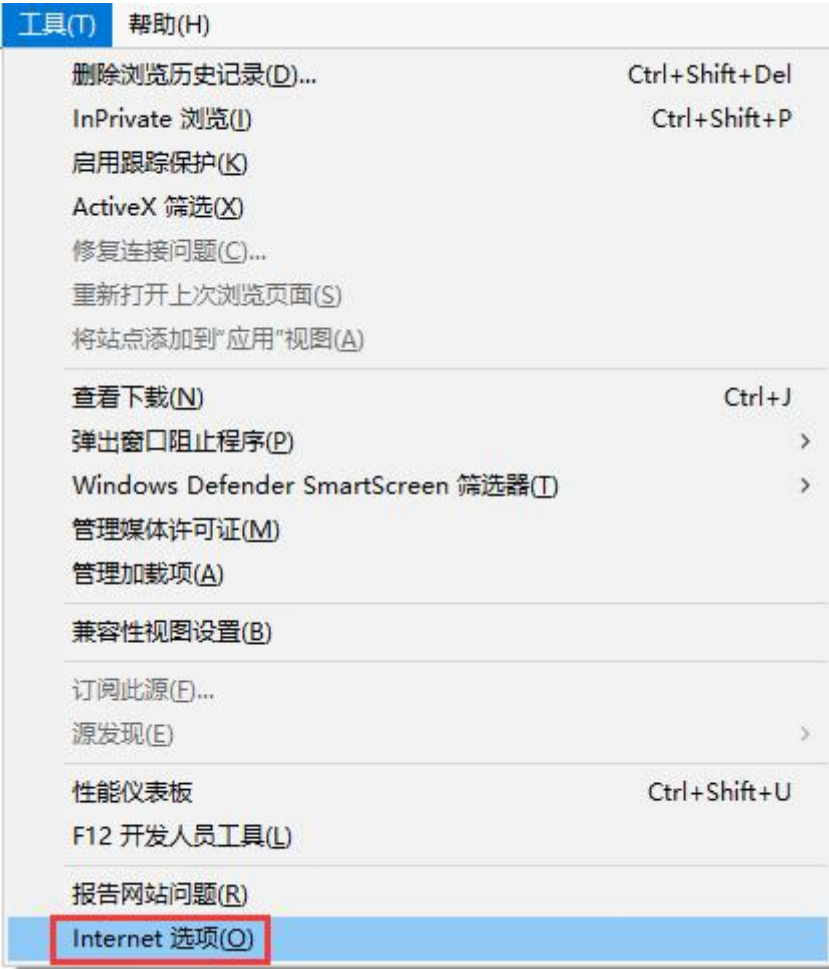 工具(T) 帮助(H)
删除浏览历史记录(D)... Ctrl+Shift+Del
InPrivate 浏览(I) Ctrl+Shift+P
启用跟踪保护(K)
ActiveX 筛选(X)
修复连接问题(C)...
重新打开上次浏览页面(S)
将站点添加到"应用"视图(A)
查看下载(N) Ctrl+J
弹出窗口阻止程序(P) >
Windows Defender SmartScreen 筛选器(T) >
管理媒体许可证(M)
管理加载项(A)
兼容性视图设置(B)
订阅此源(F)...
源发现(E) >
性能仪表板 Ctrl+Shift+U
F12 开发人员工具(L)
报告网站问题(R)
Internet 选项(O)